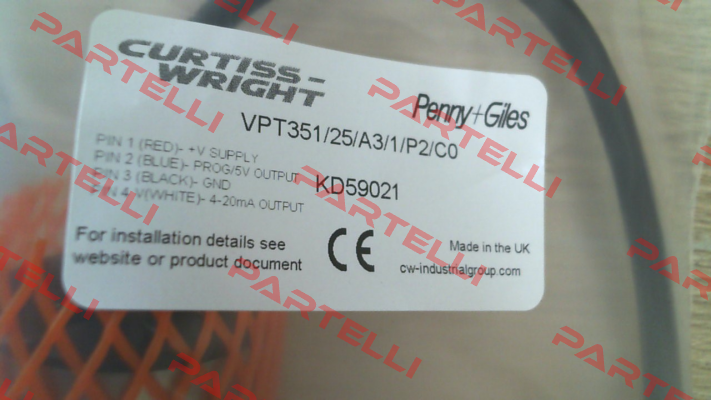 CURTISS-
WRIGHT
Penny+Giles
VPT351/25/A3/1/P2/C0
PIN 1 (RED)- +V SUPPLY
PIN 2 (BLUE)- PROG/5V OUTPUT
PIN 3 (BLACK)- GND
PIN 4-V(WHITE)- 4-20mA OUTPUT
KD59021
For installation details see
website or product document
CE
Made in the UK
cw-industrialgroup.com
PARTELLI
PARTELLI
PARTELLI
PARTELLI
PARTELLI
PARTELLI
PARTELLI
PARTELLI
PARTELLI